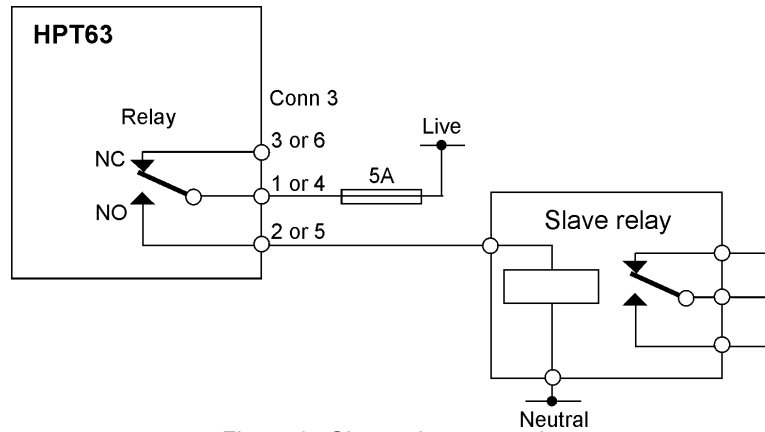 HPT63
Conn 3
Relay
3 or 6
NC
Live
1 or 4
5A
NO
2 or 5
Slave relay
Neutral